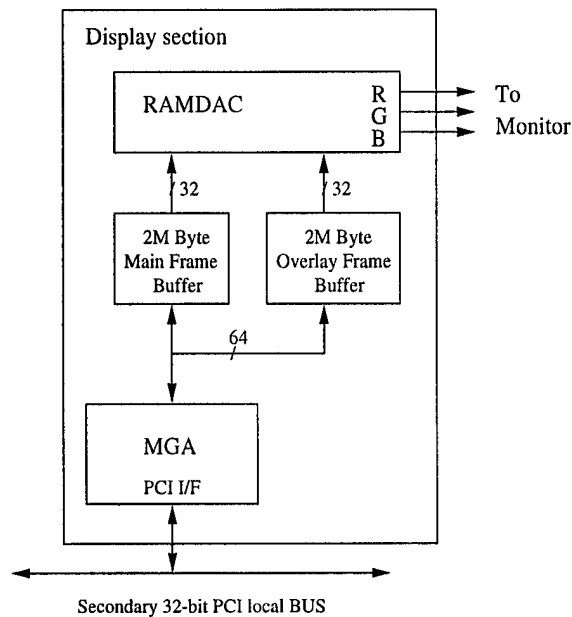 Display section
RAMDAC
R
G
B
To
Monitor
32
32
2M Byte
Main Frame
Buffer
2M Byte
Overlay Frame
Buffer
64
MGA
PCI I/F
Secondary 32-bit PCI local BUS